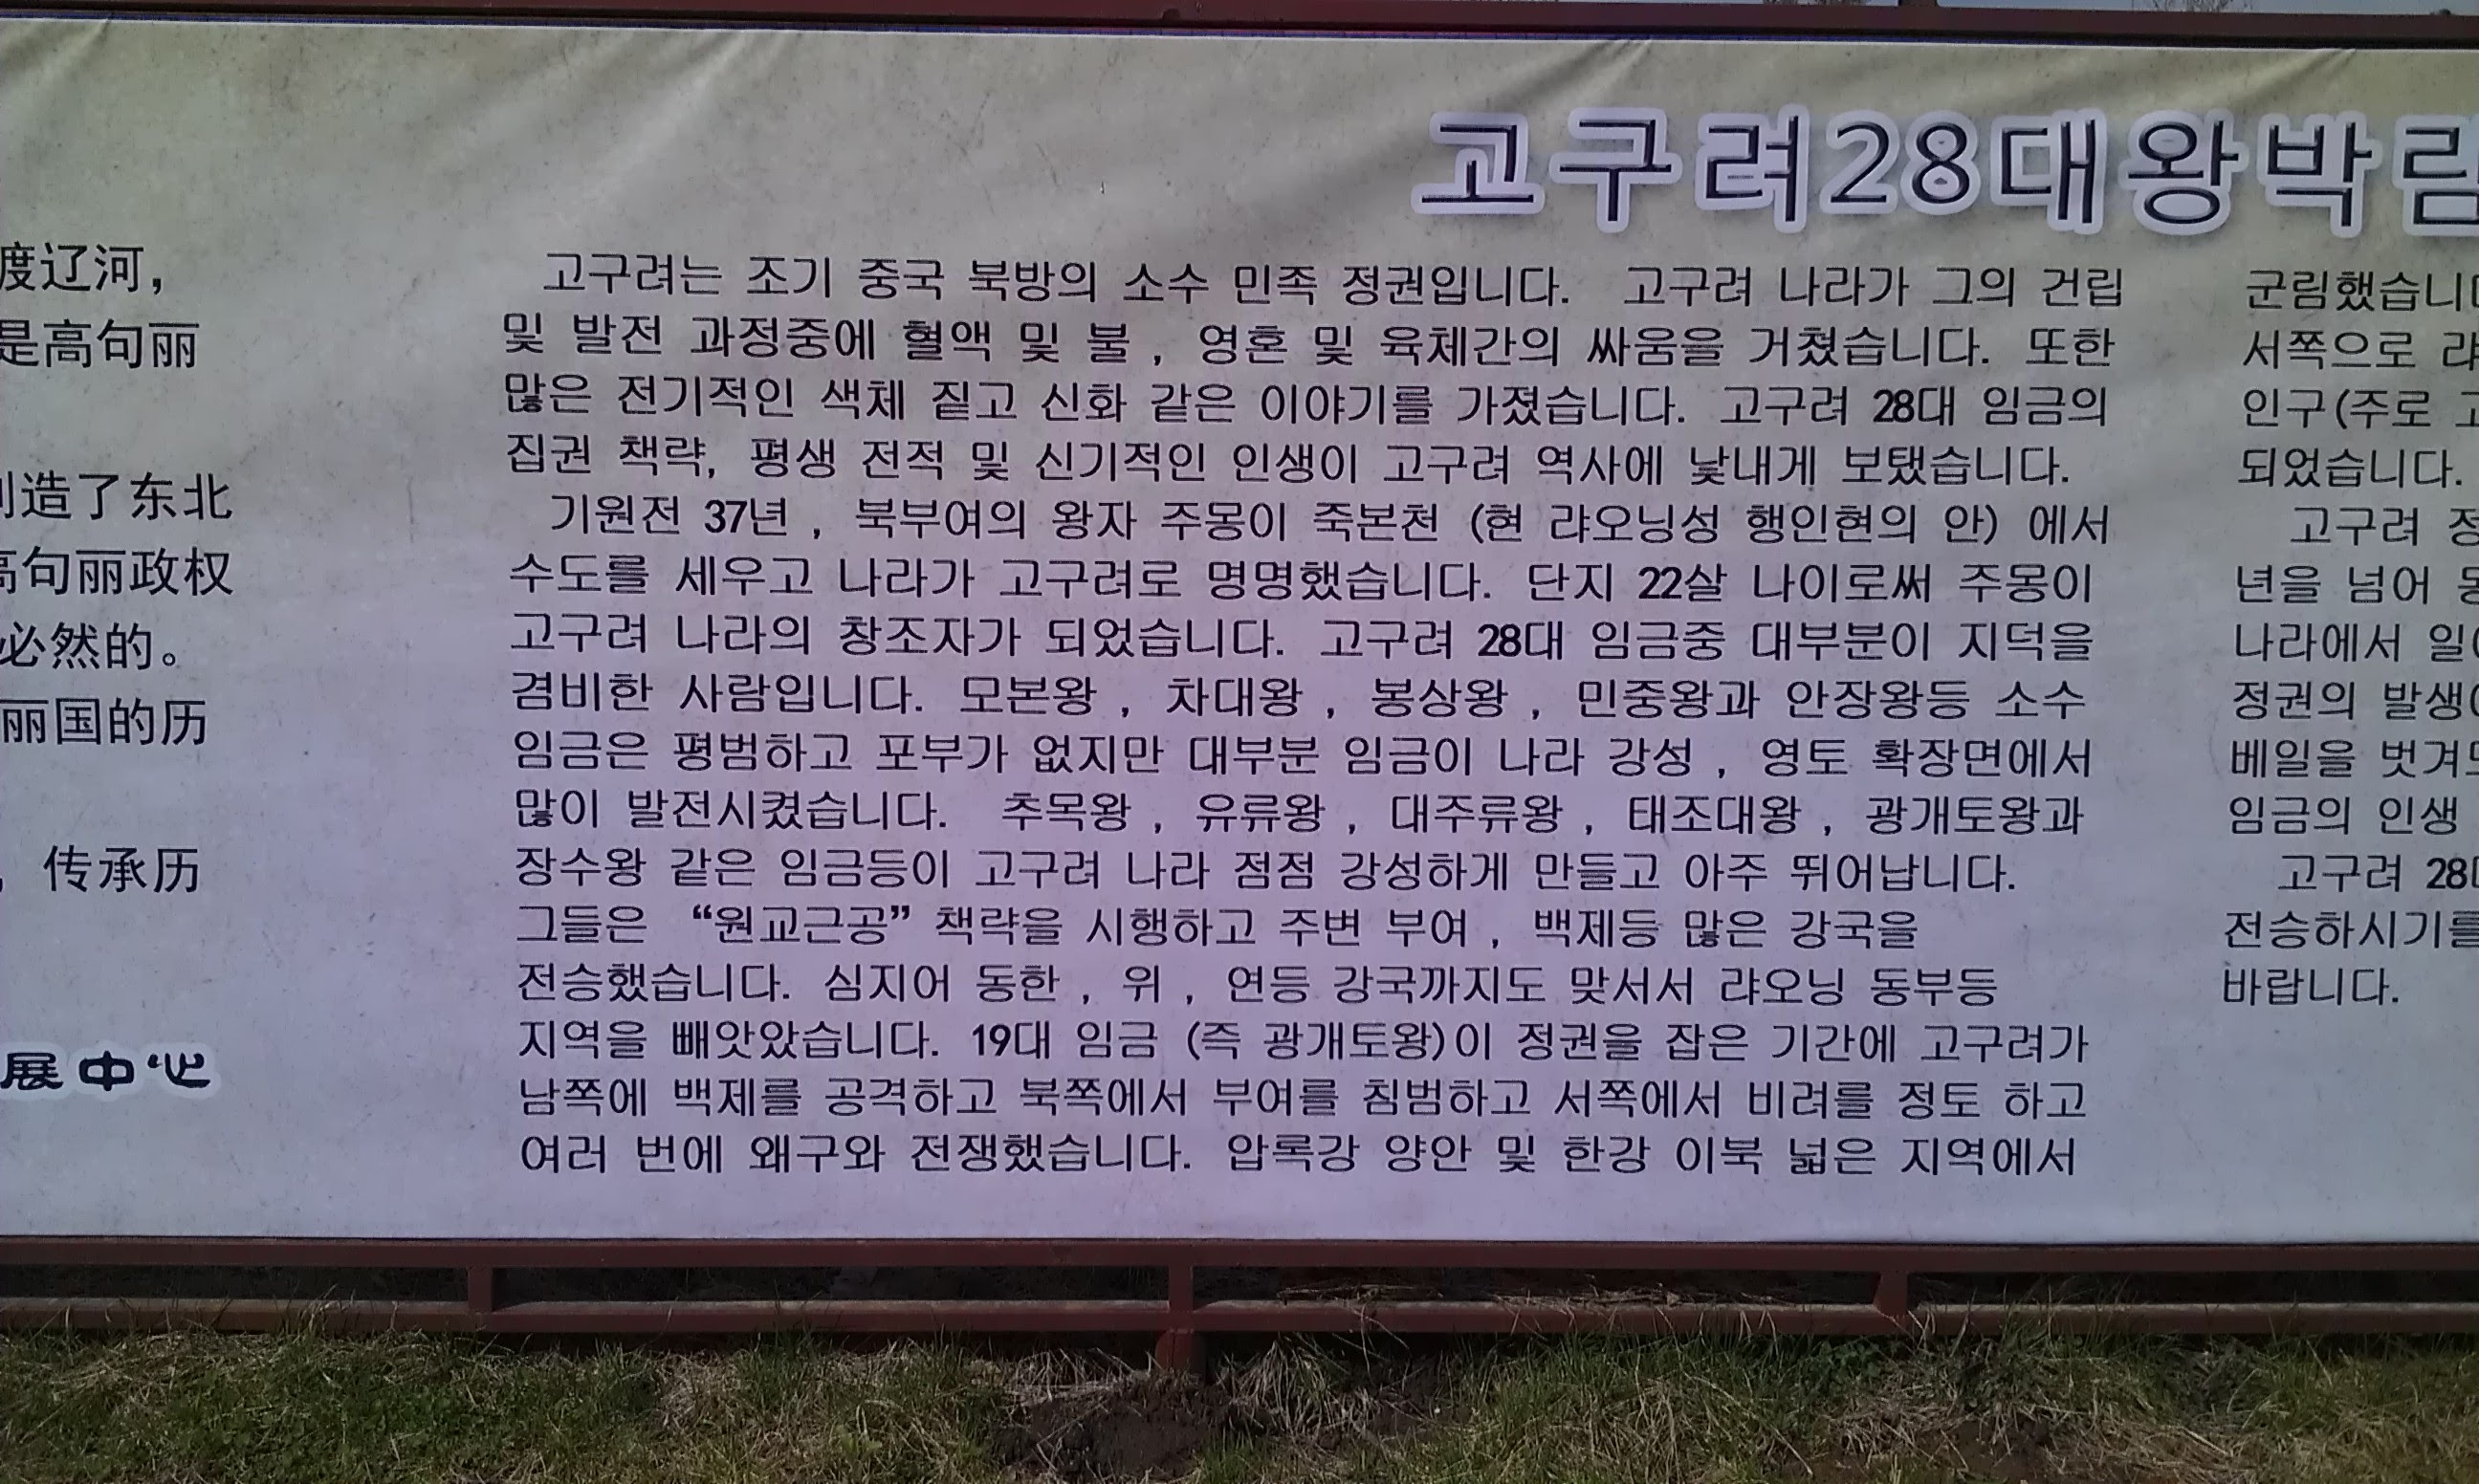 고구려28대왕박림
渡辽河，
是高句丽
造了东北
高句丽政权
必然的。
丽国的历
，传承历
展中心
고구려는 조기 중국 북방의 소수 민족 정권입니다. 고구려 나라가 그의 건립
및 발전 과정중에 혈액 및 불 , 영혼 및 육체간의 싸움을 거쳤습니다. 또한
많은 전기적인 색체 짙고 신화 같은 이야기를 가졌습니다. 고구려 28대 임금의
집권 책략, 평생 전적 및 신기적인 인생이 고구려 역사에 낯내게 보탰습니다.
기원전 37년 , 북부여의 왕자 주몽이 죽본천 (현 랴오닝성 행인현의 안) 에서
수도를 세우고 나라가 고구려로 명명했습니다. 단지 22살 나이로써 주몽이
고구려 나라의 창조자가 되었습니다. 고구려 28대 임금중 대부분이 지덕을
겸비한 사람입니다. 모본왕 , 차대왕 , 봉상왕 , 민중왕과 안장왕등 소수
임금은 평범하고 포부가 없지만 대부분 임금이 나라 강성 , 영토 확장면에서
많이 발전시켰습니다. 추목왕 , 유류왕 , 대주류왕 , 태조대왕 , 광개토왕과
장수왕 같은 임금등이 고구려 나라 점점 강성하게 만들고 아주 뛰어납니다.
그들은 “원교근공” 책략을 시행하고 주변 부여 , 백제등 많은 강국을
전승했습니다. 심지어 동한 , 위 , 연등 강국까지도 맞서서 랴오닝 동부등
지역을 빼앗았습니다. 19대 임금 (즉 광개토왕)이 정권을 잡은 기간에 고구려가
남쪽에 백제를 공격하고 북쪽에서 부여를 침범하고 서쪽에서 비려를 정토 하고
여러 번에 왜구와 전쟁했습니다. 압록강 양안 및 한강 이북 넓은 지역에서
군림했습니다
서쪽으로
인구(주로
되었습니다.
고구려
년을 넘어
나라에서
정권의
베일을
임금의 인생
고구려 28대
전승하시기를
바랍니다.